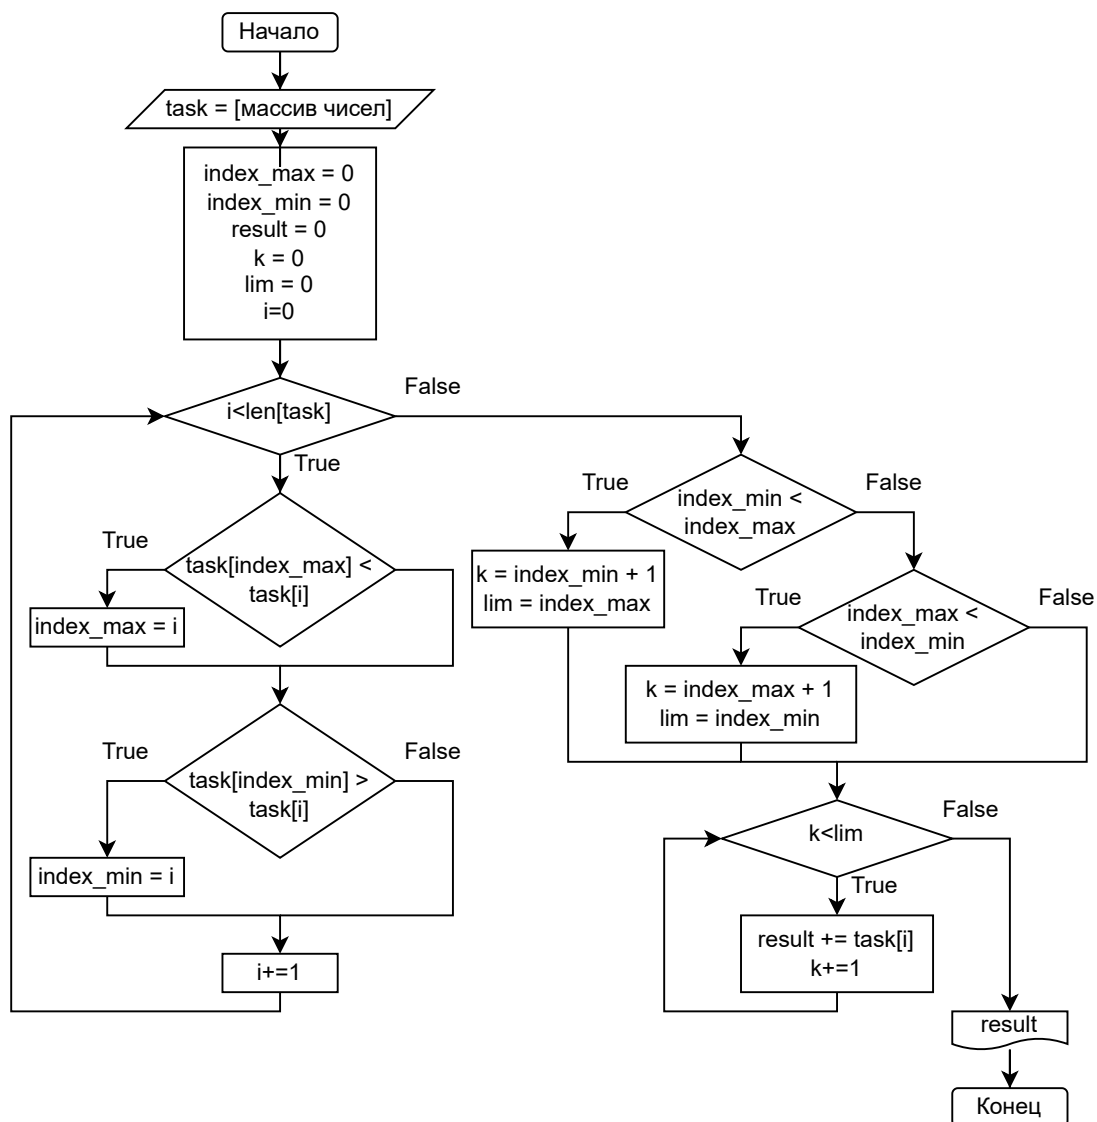 Начало
task = [массив чисел]
index_max = 0
index_min = 0
result = 0
k = 0
lim = 0
i=0
i<len[task]
False
True
task[index_max] <
task[i]
True
index_max = i
task[index_min] >
task[i]
True
False
index_min = i
i+=1
index_min <
index_max
True
False
k = index_min + 1
lim = index_max
index_max <
index_min
True
False
k = index_max + 1
lim = index_min
k<lim
False
True
result += task[i]
k+=1
result
Конец